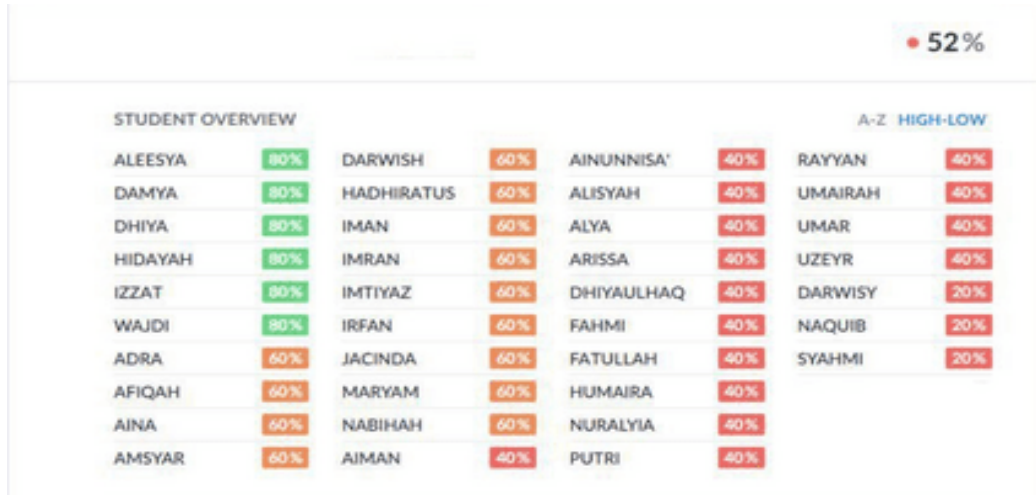 52%
STUDENT OVERVIEW A-Z HIGH-LOW
ALEESYA 80% DARWISH 60% AINUNNISA' 40% RAYYAN 40%
DAMYA 80% HADHIRATUS 60% ALISYAH 40% UMAIRAH 40%
DHIYA 80% IMAN 60% ALYA 40% UMAR 40%
HIDAYAH 80% IMRAN 60% ARISSA 40% UZEYR 40%
IZZAT 80% IMTIYAZ 60% DHIYAULHAQ 40% DARWISY 20%
WAJDI 80% IRFAN 60% FAHMI 40% NAQUIB 20%
ADRA 60% JACINDA 60% FATULLAH 40% SYAHMI 20%
AFIQAH 60% MARYAM 60% HUMAIRA 40%
AINA 60% NABIHAH 60% NURALYIA 40%
AMSYAR 60% AIMAN 40% PUTRI 40%